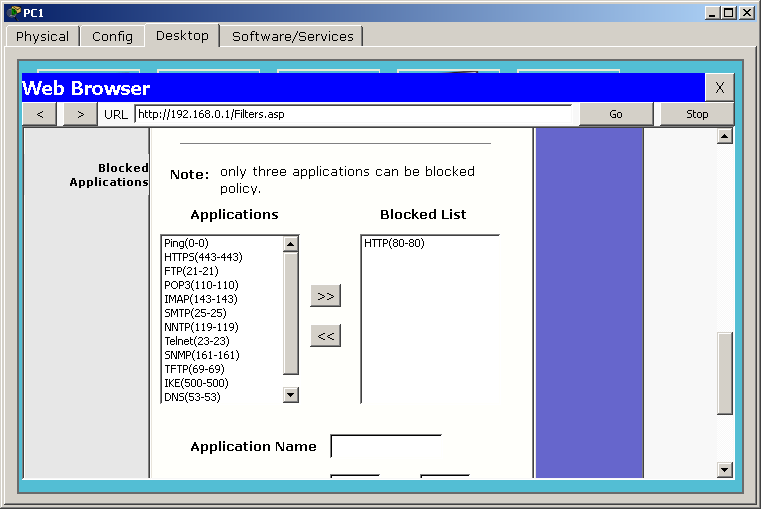 PC1
Physical Config Desktop Software/Services
Web Browser X
< > URL http://192.168.0.1/Filters.asp Go Stop
Blocked
Applications
Note: only three applications can be blocked
policy.
Applications Blocked List
Ping(0-0)
HTTPS(443-443)
FTP(21-21)
POP3(110-110)
IMAP(143-143)
SMTP(25-25)
NNTP(119-119)
Telnet(23-23)
SNMP(161-161)
TFTP(69-69)
IKE(500-500)
DNS(53-53)
>>
<<
HTTP(80-80)
Application Name